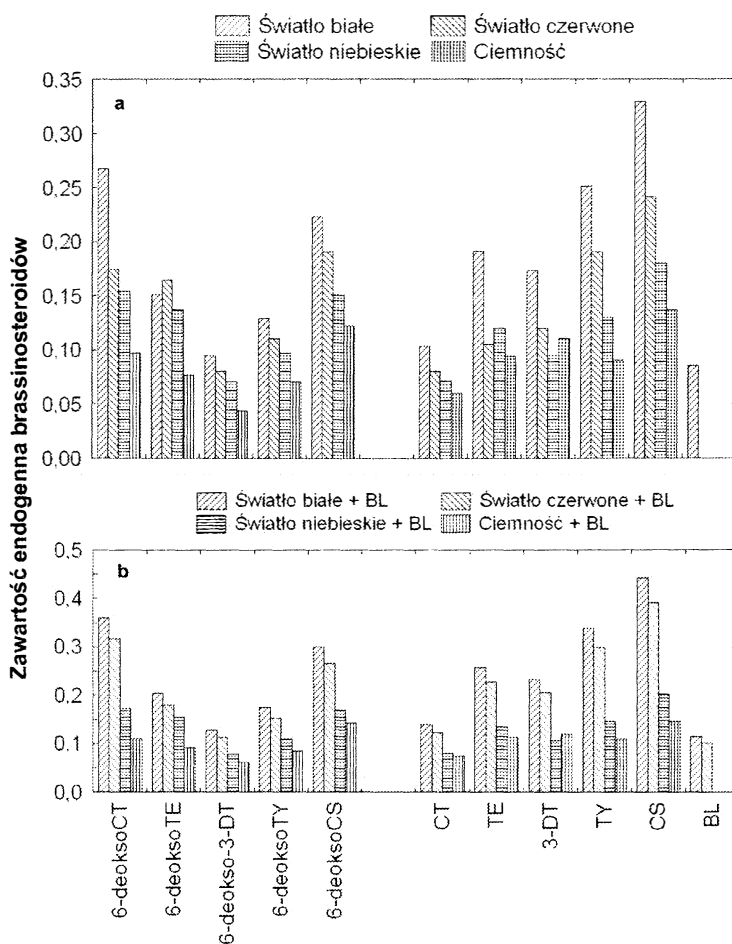 Światło białe Światło czerwone
Światło niebieskie Ciemność
Zawartość endogenna brassinosteroidów
0,35
a
0,30
0,25
0,20
0,15
0,10
0,05
0,00
Światło białe + BL Światło czerwone + BL
Światło niebieskie + BL Ciemność + BL
0,5
b
0,4
0,3
0,2
0,1
0,0
6-deoksoCT
6-deoksoTE
6-deokso-3-DT
6-deoksoTY
6-deoksoCS
CT
TE
3-DT
TY
CS
BL